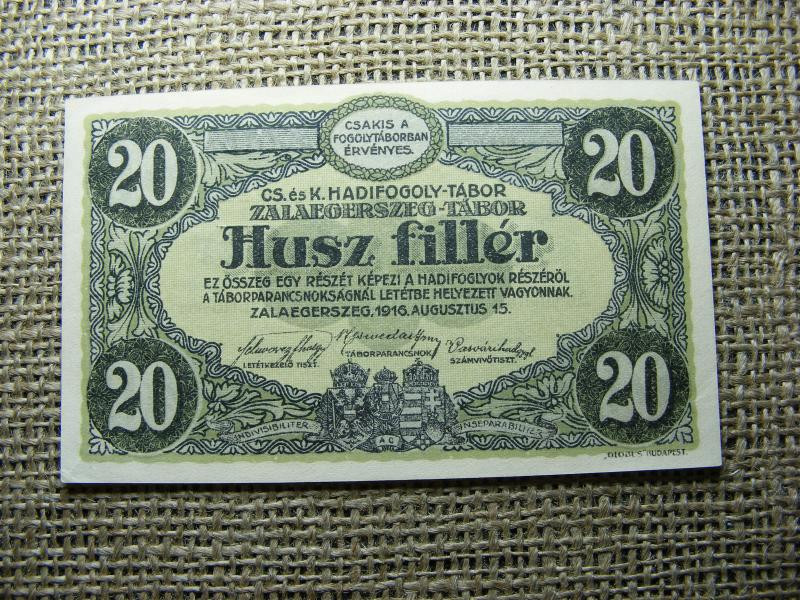 CSAKIS A
FOGOLYTÁBORBAN
ÉRVÉNYES.
20 20
CS. és K. HADIFOGOLY-TÁBOR
ZALAEGERSZEG-TÁBOR
Husz fillér
EZ ÖSSZEG EGY RÉSZÉT KÉPEZI A HADIFOGLYOK RÉSZÉRŐL
A TÁBORPARANCSNOKSÁGNÁL LETÉTBE HELYEZETT VAGYONNAK.
ZALAEGERSZEG, 1916. AUGUSZTUS 15.
LETÉTKEZELŐ TISZT. TÁBORPARANCSNOK SZÁMVIVŐTISZT.
20 20
INDIVISIBILITER AC INSEPARABILITER
„GLOBUS” BUDAPEST.